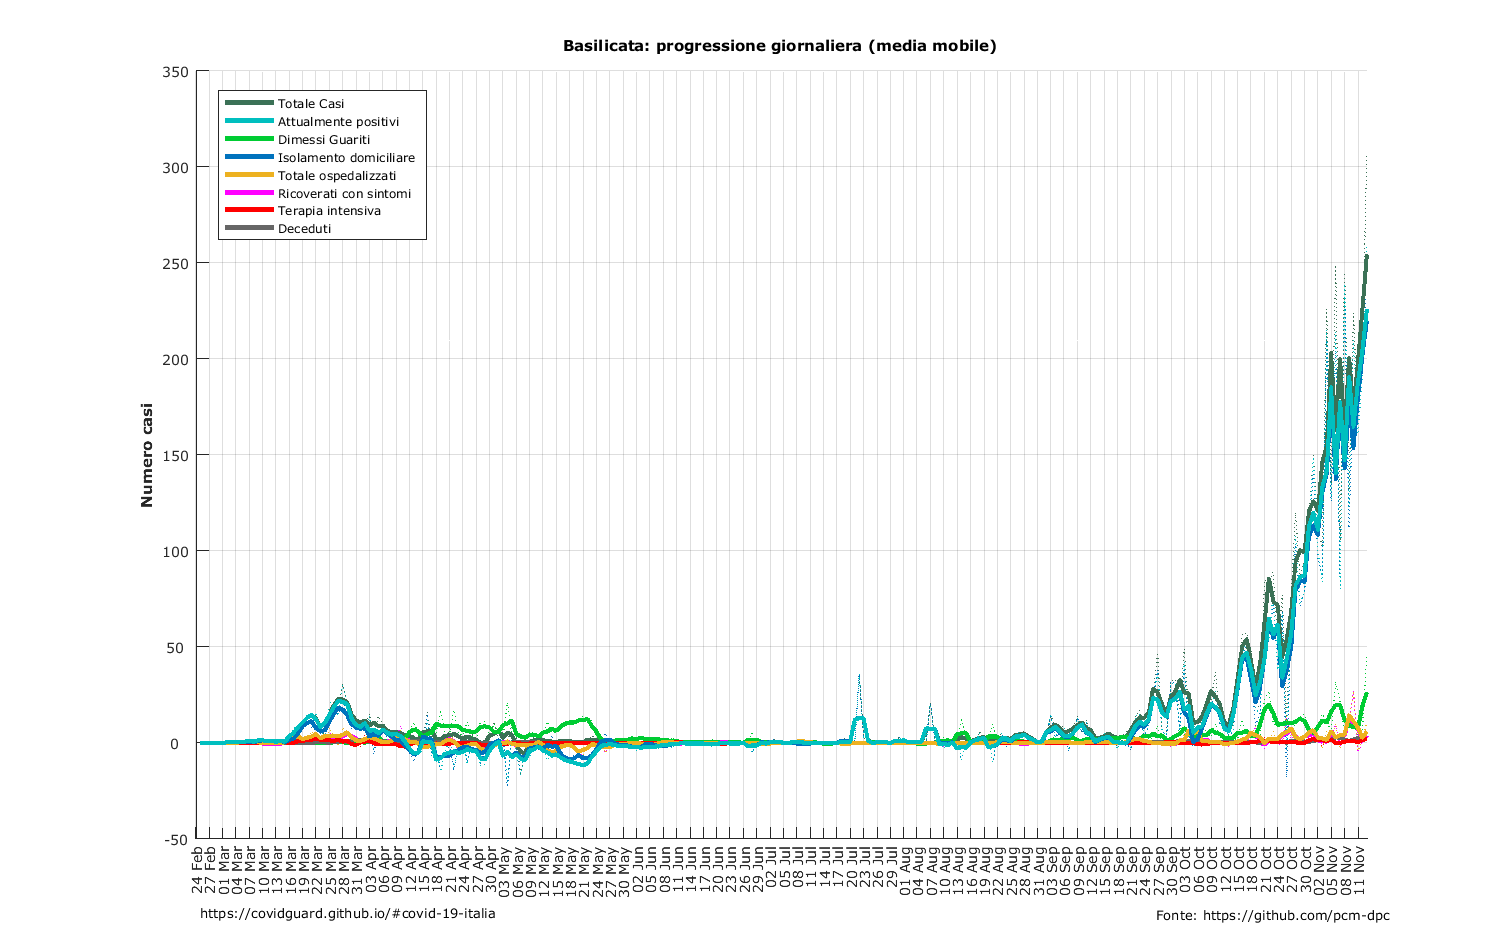 Basilicata: progressione giornaliera (media mobile)
350
300
250
200
150
100
50
0
-50
Numero casi
Totale Casi
Attualmente positivi
Dimessi Guariti
Isolamento domiciliare
Totale ospedalizzati
Ricoverati con sintomi
Terapia intensiva
Deceduti
24 Feb
27 Feb
01 Mar
04 Mar
07 Mar
10 Mar
13 Mar
16 Mar
19 Mar
22 Mar
25 Mar
28 Mar
31 Mar
03 Apr
06 Apr
09 Apr
12 Apr
15 Apr
18 Apr
21 Apr
24 Apr
27 Apr
30 Apr
03 May
06 May
09 May
12 May
15 May
18 May
21 May
24 May
27 May
30 May
02 Jun
05 Jun
08 Jun
11 Jun
14 Jun
17 Jun
20 Jun
23 Jun
26 Jun
29 Jun
02 Jul
05 Jul
08 Jul
11 Jul
14 Jul
17 Jul
20 Jul
23 Jul
26 Jul
29 Jul
01 Aug
04 Aug
07 Aug
10 Aug
13 Aug
16 Aug
19 Aug
22 Aug
25 Aug
28 Aug
31 Aug
03 Sep
06 Sep
09 Sep
12 Sep
15 Sep
18 Sep
21 Sep
24 Sep
27 Sep
30 Sep
03 Oct
06 Oct
09 Oct
12 Oct
15 Oct
18 Oct
21 Oct
24 Oct
27 Oct
30 Oct
02 Nov
05 Nov
08 Nov
11 Nov
https://covidguard.github.io/#covid-19-italia
Fonte: https://github.com/pcm-dpc